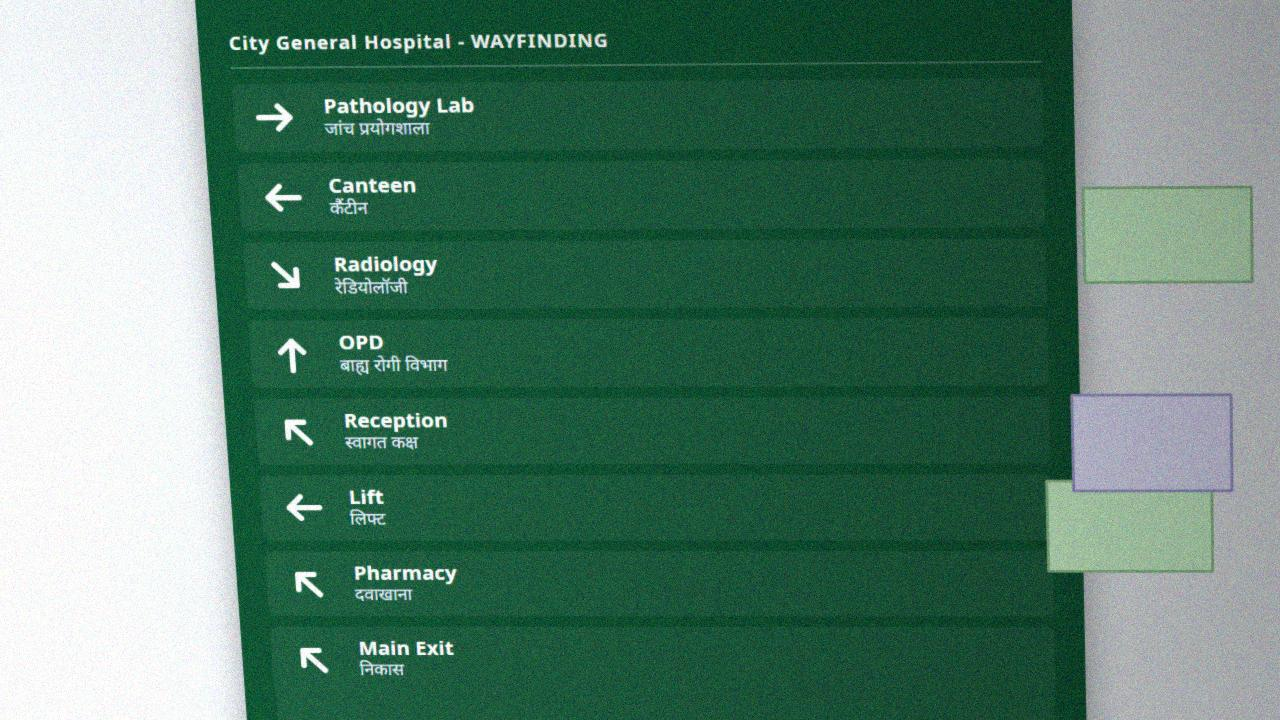 City General Hospital - WAYFINDING
Pathology Lab
जांच प्रयोगशाला
Canteen
कैंटीन
Radiology
रेडियोलॉजी
OPD
बाह्य रोगी विभाग
Reception
स्वागत कक्ष
Lift
लिफ्ट
Pharmacy
दवाखाना
Main Exit
निकास